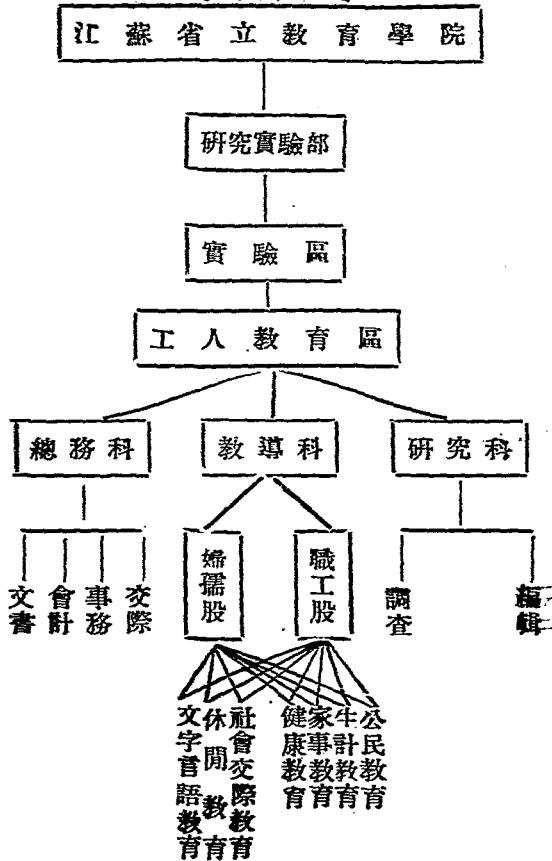 江蘇省立教育學院
研究實驗部
實驗區
工人教育區
總務科
教導科
研究科
文書
會計
事務
交際
婦孺股
職工股
調查
編輯
文字言語教育
休閒教育
社會交際教育
健康教育
家事教育
生計教育
公民教育